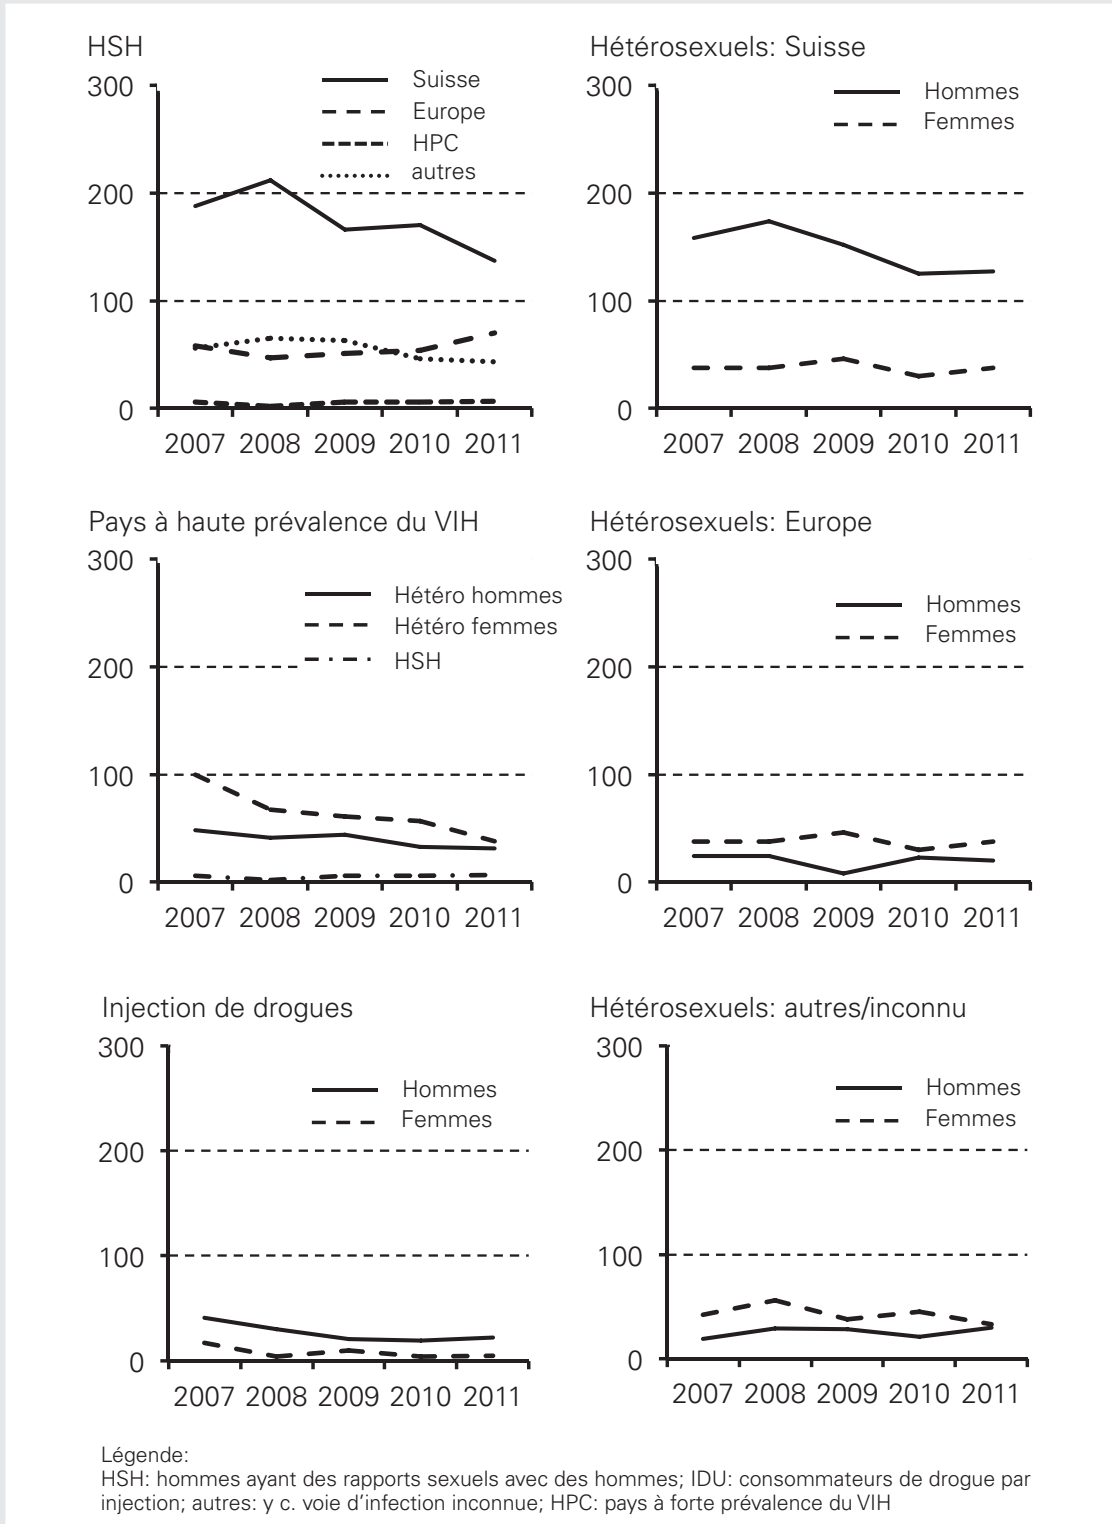 HSH
300
200
100
0
Suisse
Europe
HPC
autres
2007 2008 2009 2010 2011
Hétérosexuels: Suisse
300
200
100
0
Hommes
Femmes
2007 2008 2009 2010 2011
Pays à haute prévalence du VIH
300
200
100
0
Hétéro hommes
Hétéro femmes
HSH
2007 2008 2009 2010 2011
Hétérosexuels: Europe
300
200
100
0
Hommes
Femmes
2007 2008 2009 2010 2011
Injection de drogues
300
200
100
0
Hommes
Femmes
2007 2008 2009 2010 2011
Hétérosexuels: autres/inconnu
300
200
100
0
Hommes
Femmes
2007 2008 2009 2010 2011
Légende:
HSH: hommes ayant des rapports sexuels avec des hommes; IDU: consommateurs de drogue par
injection; autres: y c. voie d'infection inconnue; HPC: pays à forte prévalence du VIH